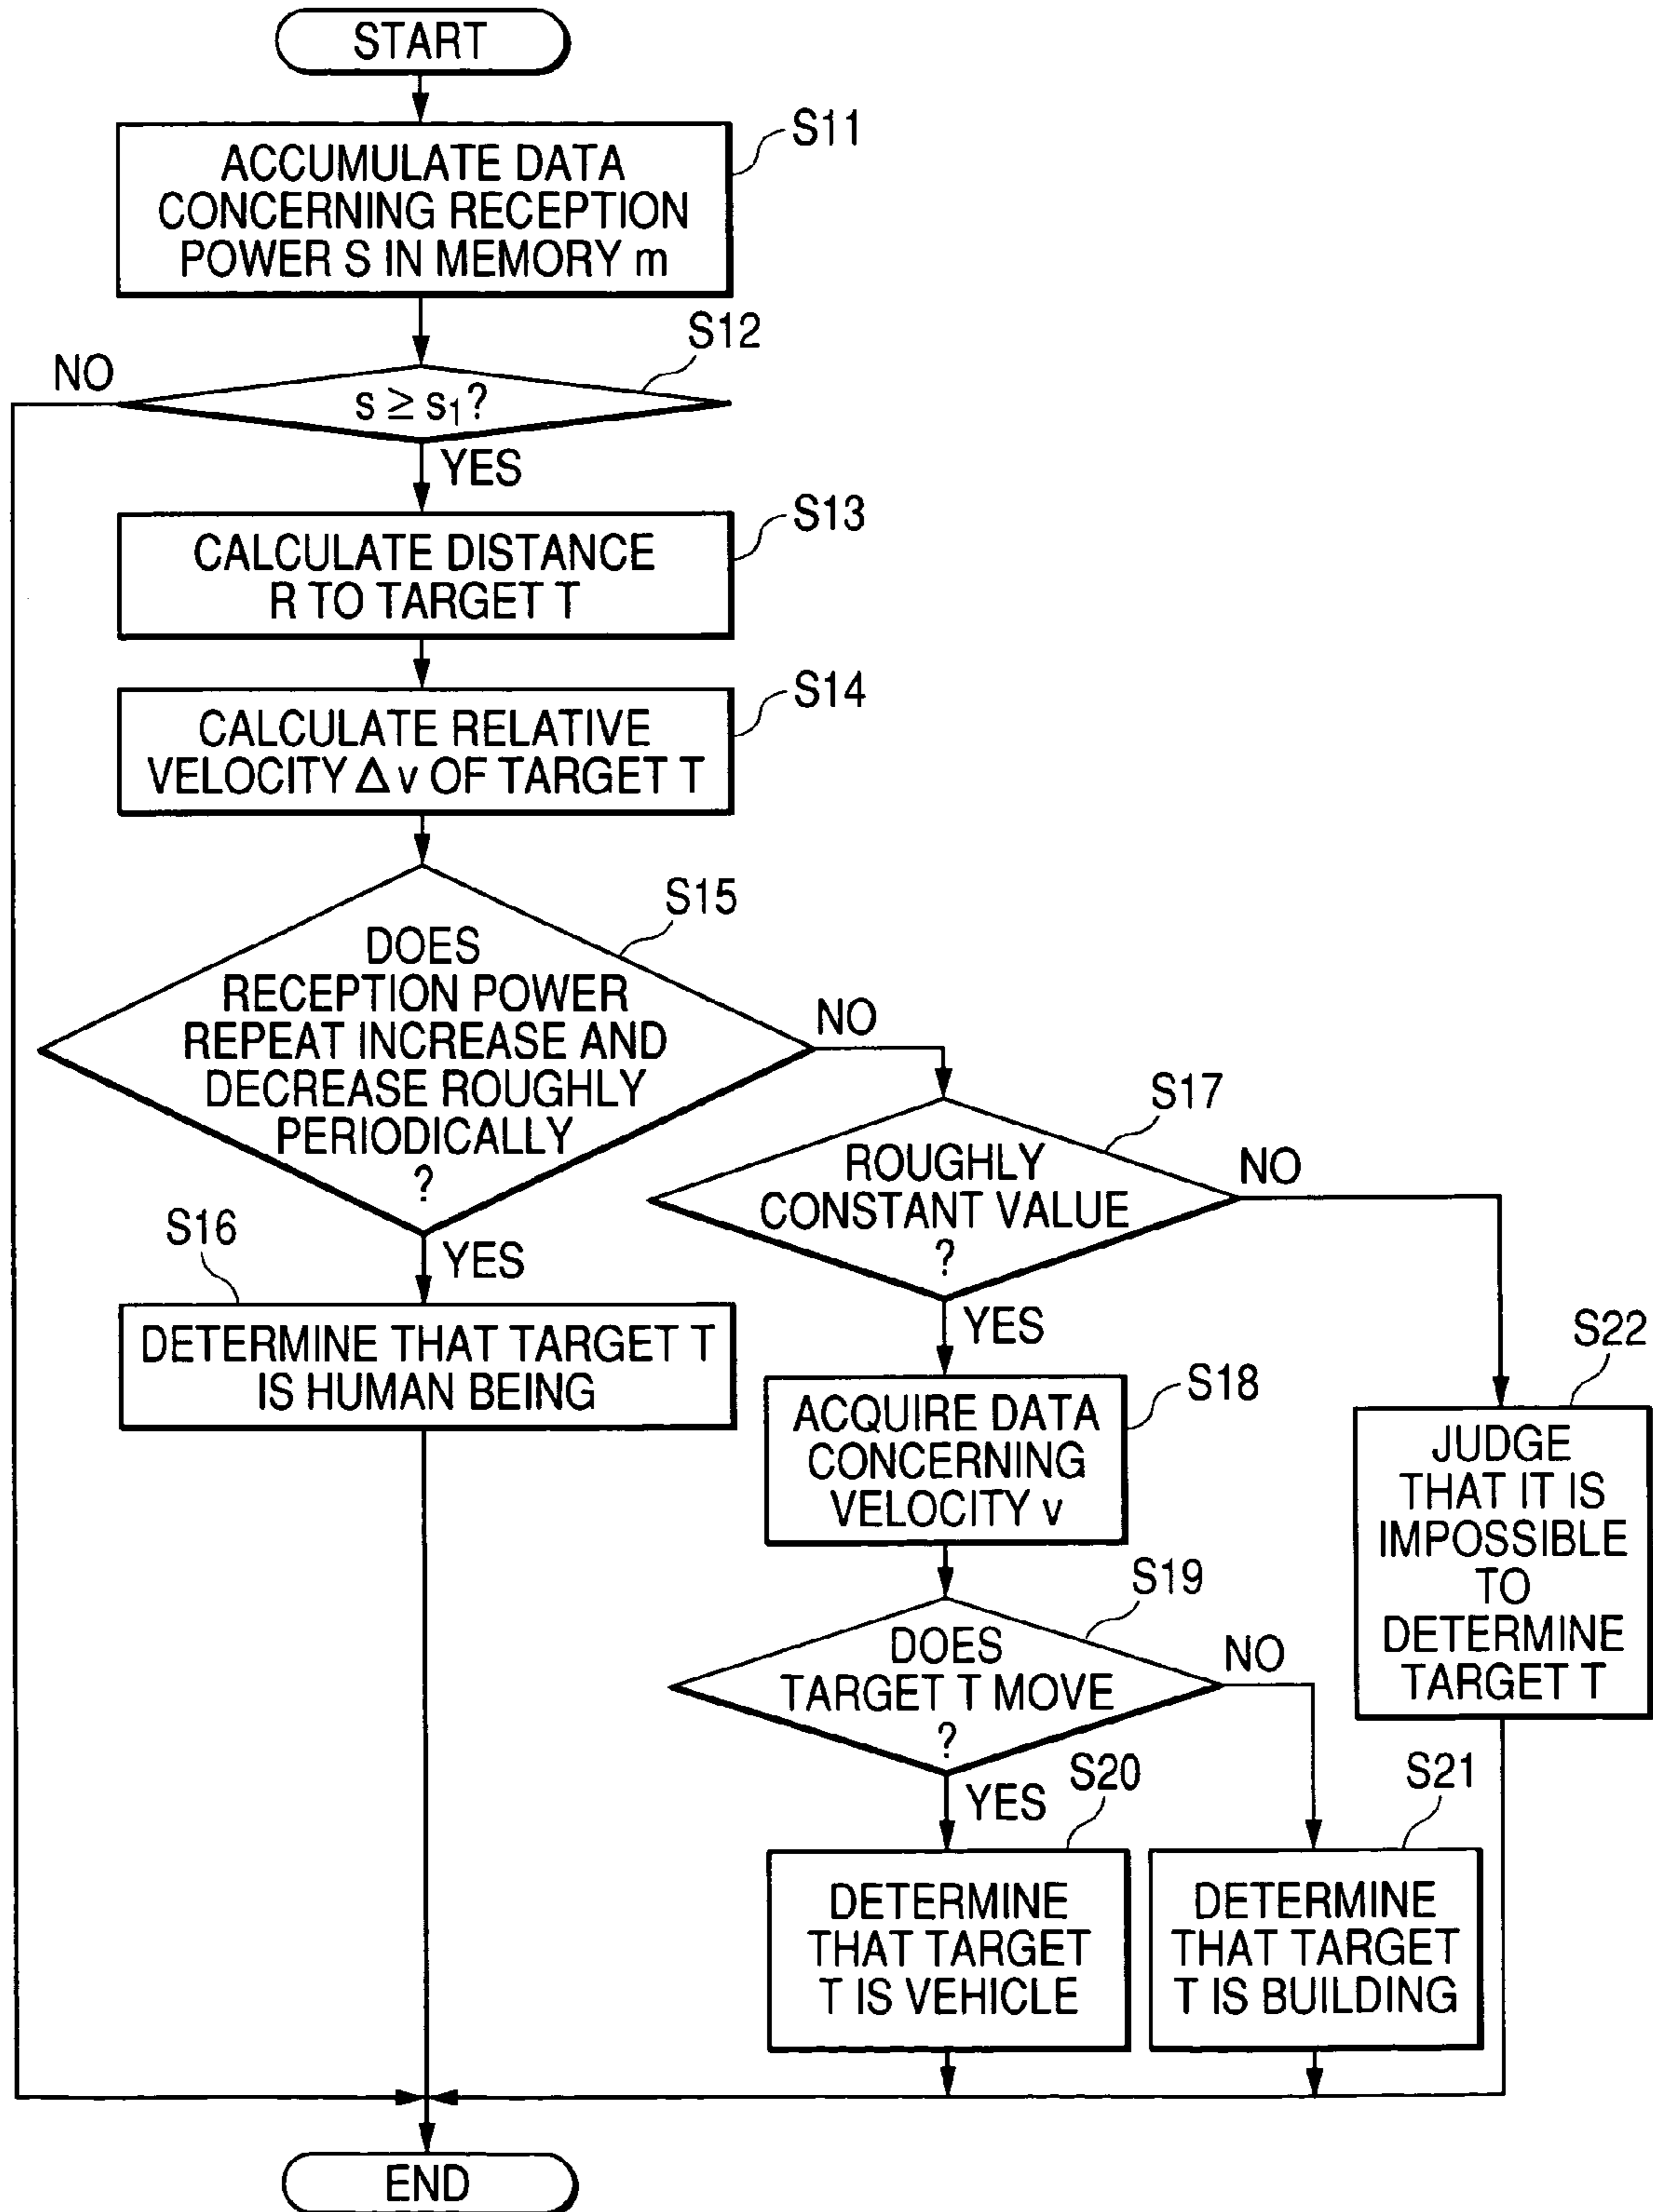 START
S11
ACCUMULATE DATA
CONCERNING RECEPTION
POWER S IN MEMORY m
S12
NO
s ≥ s₁?
YES
S13
CALCULATE DISTANCE
R TO TARGET T
S14
CALCULATE RELATIVE
VELOCITY Δ v OF TARGET T
S15
DOES
RECEPTION POWER
REPEAT INCREASE AND
DECREASE ROUGHLY
PERIODICALLY
?
NO
YES
S16
DETERMINE THAT TARGET T
IS HUMAN BEING
S17
ROUGHLY
CONSTANT VALUE
?
NO
YES
S18
ACQUIRE DATA
CONCERNING
VELOCITY v
S19
DOES
TARGET T MOVE
?
NO
YES
S20
DETERMINE
THAT TARGET
T IS VEHICLE
S21
DETERMINE
THAT TARGET
T IS BUILDING
S22
JUDGE
THAT IT IS
IMPOSSIBLE
TO
DETERMINE
TARGET T
END